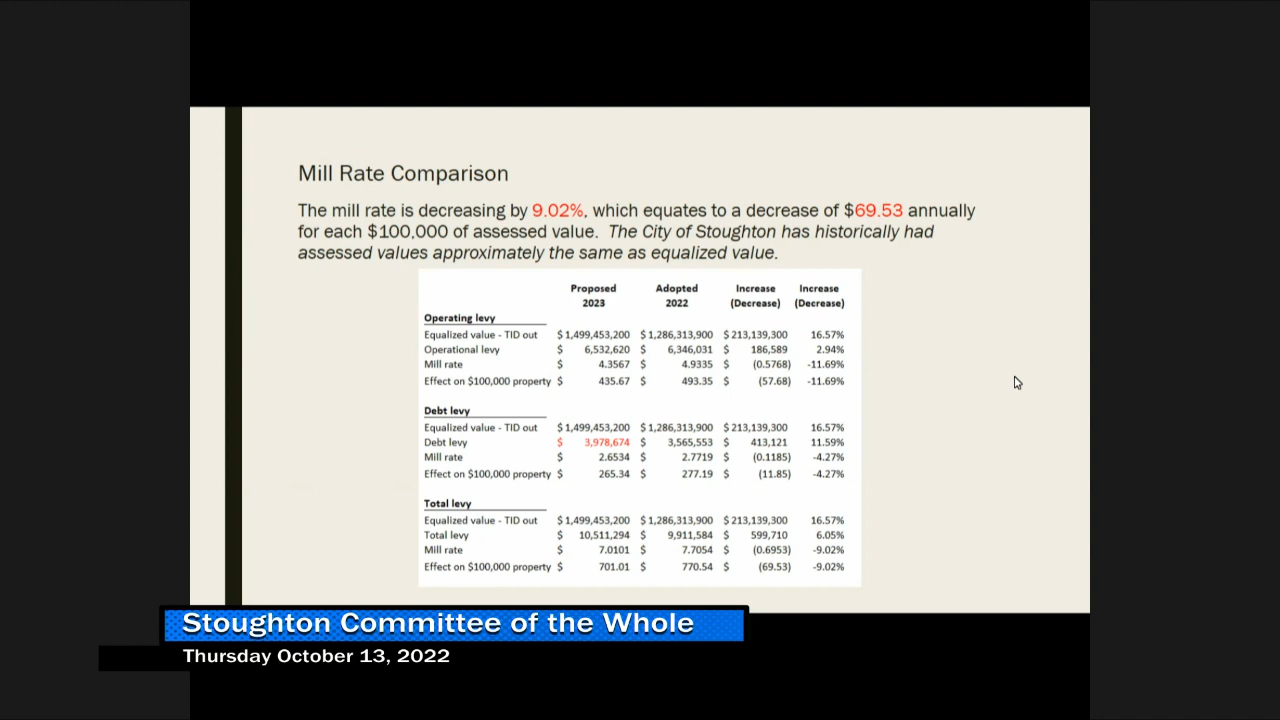 Mill Rate Comparison
The mill rate is decreasing by 9.02%, which equates to a decrease of $69.53 annually
for each $100,000 of assessed value. The City of Stoughton has historically had
assessed values approximately the same as equalized value.
Proposed Adopted Increase Increase
2023 2022 (Decrease) (Decrease)
Operating levy
Equalized value - TID out $ 1,499,453,200 $ 1,286,313,900 $ 213,139,300 16.57%
Operational levy $ 6,532,620 $ 6,346,031 $ 186,589 2.94%
Mill rate $ 4.3567 $ 4.9335 $ (0.5768) -11.69%
Effect on $100,000 property $ 435.67 $ 493.35 $ (57.68) -11.69%
Debt levy
Equalized value - TID out $ 1,499,453,200 $ 1,286,313,900 $ 213,139,300 16.57%
Debt levy $ 3,978,674 $ 3,565,553 $ 413,121 11.59%
Mill rate $ 2.6534 $ 2.7719 $ (0.1185) -4.27%
Effect on $100,000 property $ 265.34 $ 277.19 $ (11.85) -4.27%
Total levy
Equalized value - TID out $ 1,499,453,200 $ 1,286,313,900 $ 213,139,300 16.57%
Total levy $ 10,511,294 $ 9,911,584 $ 599,710 6.05%
Mill rate $ 7.0101 $ 7.7054 $ (0.6953) -9.02%
Effect on $100,000 property $ 701.01 $ 770.54 $ (69.53) -9.02%
Stoughton Committee of the Whole
Thursday October 13, 2022